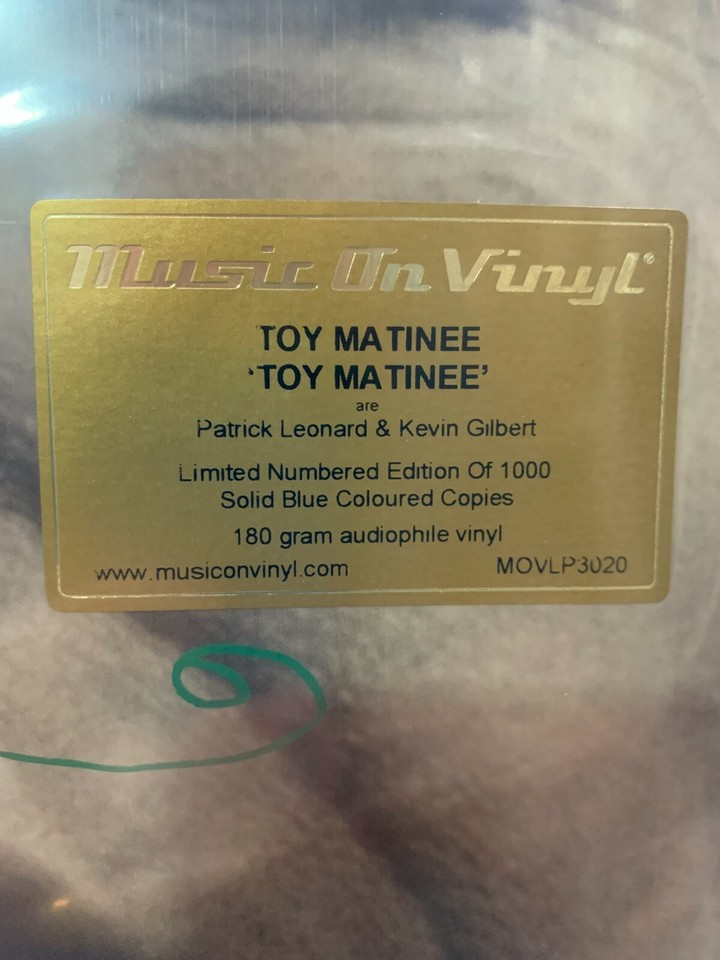 Music On Vinyl®
TOY MATINEE
‘TOY MATINEE’
are
Patrick Leonard & Kevin Gilbert
Limited Numbered Edition Of 1000
Solid Blue Coloured Copies
180 gram audiophile vinyl
www.musiconvinyl.com MOVLP3020